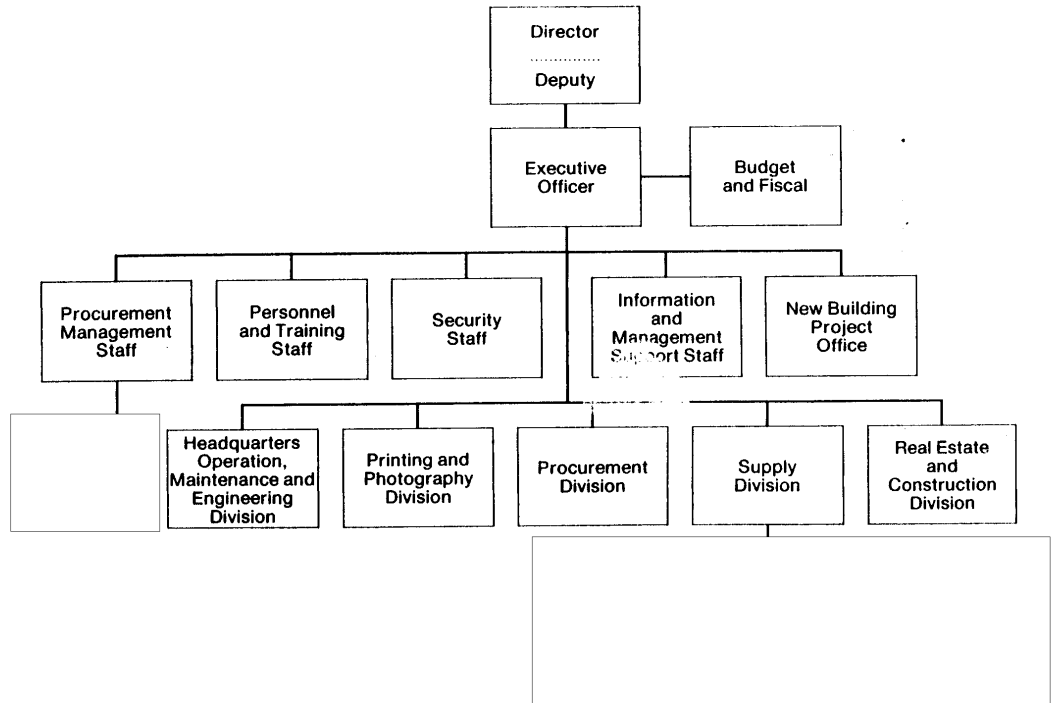 Director
Deputy
Executive
Officer
Budget
and Fiscal
Procurement
Management
Staff
Personnel
and Training
Staff
Security
Staff
Information
and
Management
Support Staff
New Building
Project
Office
Headquarters
Operation,
Maintenance and
Engineering
Division
Printing and
Photography
Division
Procurement
Division
Supply
Division
Real Estate
and
Construction
Division